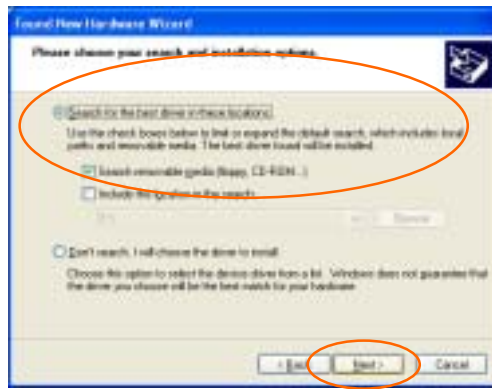 Found New Hardware Wizard
Please choose your search and installation options.
Search for the best driver in these locations.
Use the check boxes below to limit or expand the default search, which includes local
paths and removable media. The best driver found will be installed.
Search removable media (floppy, CD-ROM...)
Include this location in the search:
Browse
Don't search. I will choose the driver to install.
Choose this option to select the device driver from a list. Windows does not guarantee that
the driver you choose will be the best match for your hardware.
< Back Next > Cancel